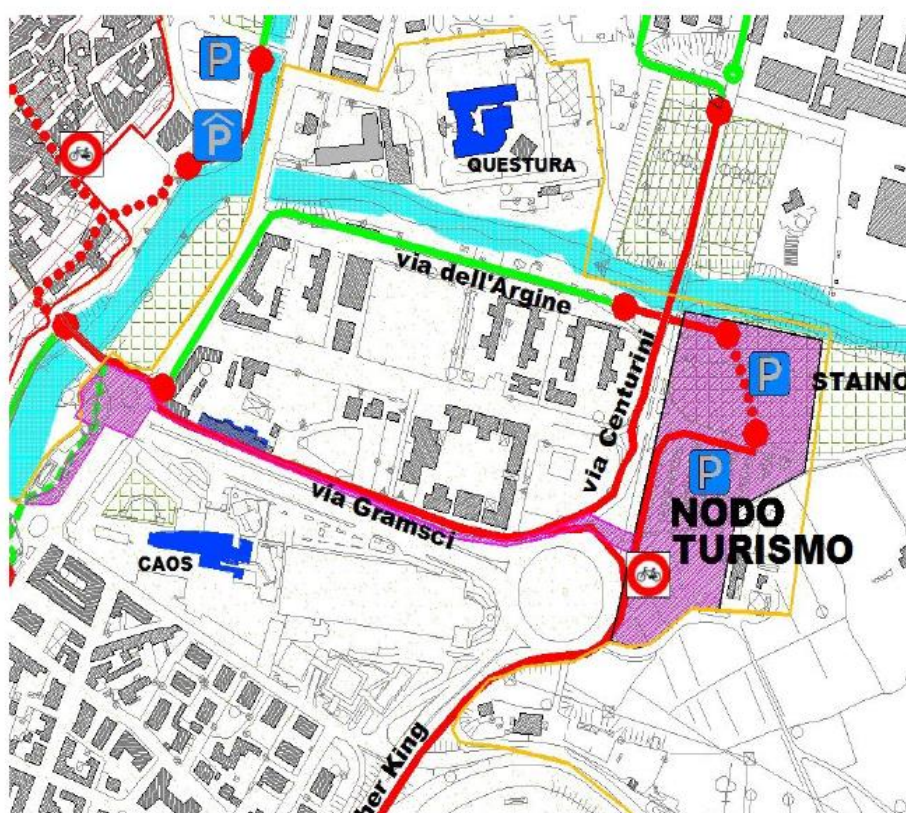 P
P
QUESTURA
via dell'Argine
via Centurini
P
STAINO
P
via Gramsci
NODO
TURISMO
CAOS
her King